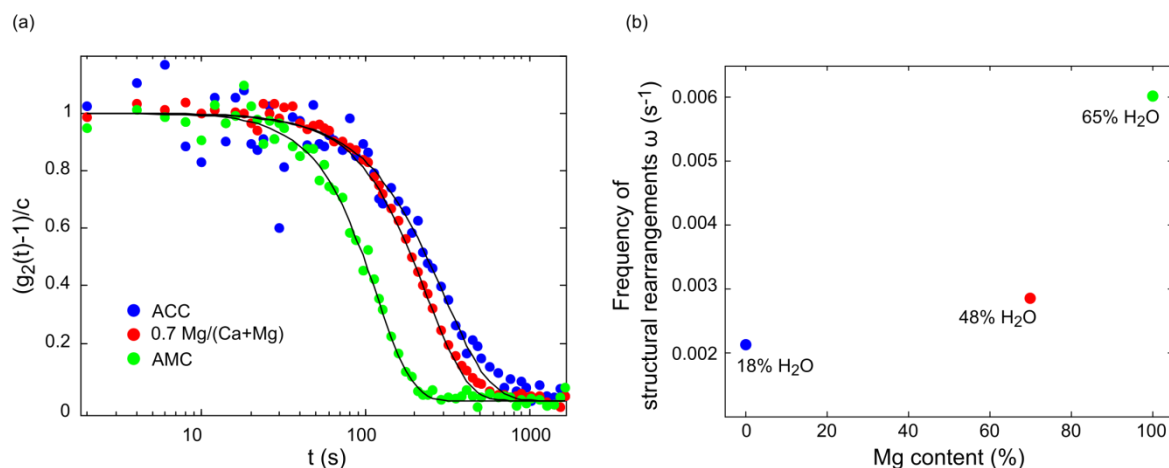 (a)
(g₂(t)-1)/c
1
0.8
0.6
0.4
0.2
0
10
100
1000
t (s)
ACC
0.7 Mg/(Ca+Mg)
AMC
(b)
Frequency of
structural rearrangements ω (s⁻¹)
0.006
0.005
0.003
0.002
65% H₂O
48% H₂O
18% H₂O
0
20
40
60
80
100
Mg content (%)